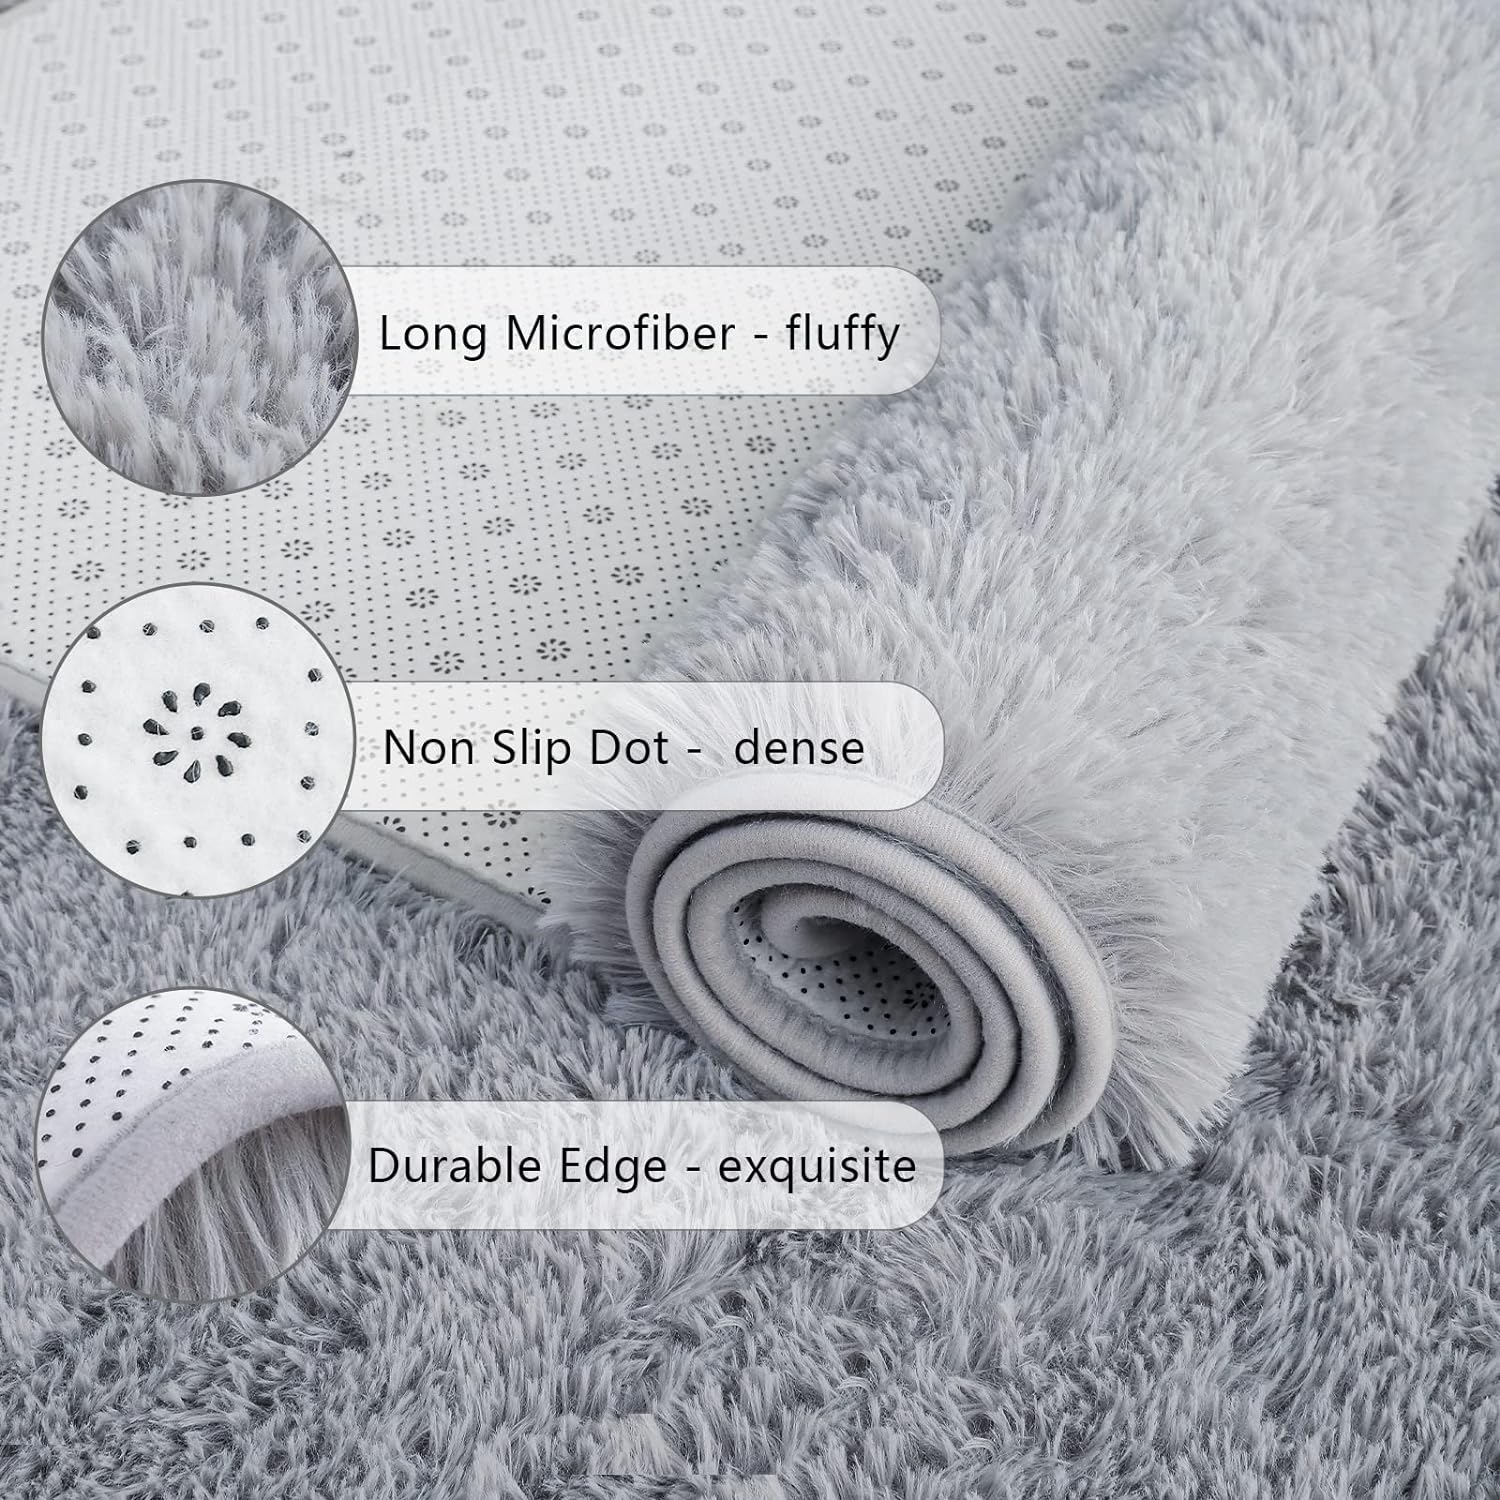 Long Microfiber - fluffy
Non Slip Dot -  dense
Durable Edge - exquisite